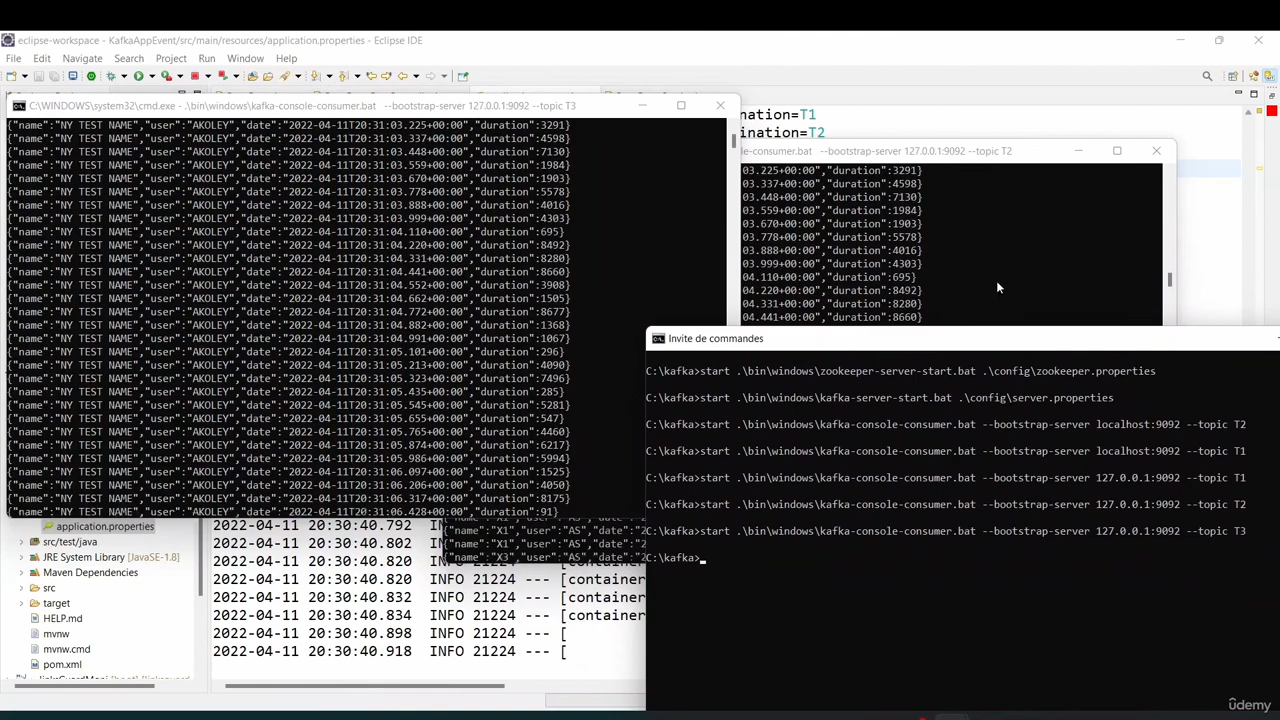 eclipse-workspace - KafkaAppEvent/src/main/resources/application.properties - Eclipse IDE
File Edit Navigate Search Project Run Window Help
C:\WINDOWS\system32\cmd.exe - .\bin\windows\kafka-console-consumer.bat --bootstrap-server 127.0.0.1:9092 --topic T3
{"name":"NY TEST NAME","user":"AKOLEY","date":"2022-04-11T20:31:03.225+00:00","duration":3291}
{"name":"NY TEST NAME","user":"AKOLEY","date":"2022-04-11T20:31:03.337+00:00","duration":4598}
{"name":"NY TEST NAME","user":"AKOLEY","date":"2022-04-11T20:31:03.448+00:00","duration":7130}
{"name":"NY TEST NAME","user":"AKOLEY","date":"2022-04-11T20:31:03.559+00:00","duration":1984}
{"name":"NY TEST NAME","user":"AKOLEY","date":"2022-04-11T20:31:03.670+00:00","duration":1903}
{"name":"NY TEST NAME","user":"AKOLEY","date":"2022-04-11T20:31:03.778+00:00","duration":5578}
{"name":"NY TEST NAME","user":"AKOLEY","date":"2022-04-11T20:31:03.888+00:00","duration":4016}
{"name":"NY TEST NAME","user":"AKOLEY","date":"2022-04-11T20:31:03.999+00:00","duration":4303}
{"name":"NY TEST NAME","user":"AKOLEY","date":"2022-04-11T20:31:04.110+00:00","duration":695}
{"name":"NY TEST NAME","user":"AKOLEY","date":"2022-04-11T20:31:04.220+00:00","duration":8492}
{"name":"NY TEST NAME","user":"AKOLEY","date":"2022-04-11T20:31:04.331+00:00","duration":8280}
{"name":"NY TEST NAME","user":"AKOLEY","date":"2022-04-11T20:31:04.441+00:00","duration":8660}
{"name":"NY TEST NAME","user":"AKOLEY","date":"2022-04-11T20:31:04.552+00:00","duration":3908}
{"name":"NY TEST NAME","user":"AKOLEY","date":"2022-04-11T20:31:04.662+00:00","duration":1505}
{"name":"NY TEST NAME","user":"AKOLEY","date":"2022-04-11T20:31:04.772+00:00","duration":8677}
{"name":"NY TEST NAME","user":"AKOLEY","date":"2022-04-11T20:31:04.882+00:00","duration":1368}
{"name":"NY TEST NAME","user":"AKOLEY","date":"2022-04-11T20:31:04.991+00:00","duration":1067}
{"name":"NY TEST NAME","user":"AKOLEY","date":"2022-04-11T20:31:05.101+00:00","duration":296}
{"name":"NY TEST NAME","user":"AKOLEY","date":"2022-04-11T20:31:05.213+00:00","duration":4090}
{"name":"NY TEST NAME","user":"AKOLEY","date":"2022-04-11T20:31:05.323+00:00","duration":7496}
{"name":"NY TEST NAME","user":"AKOLEY","date":"2022-04-11T20:31:05.435+00:00","duration":285}
{"name":"NY TEST NAME","user":"AKOLEY","date":"2022-04-11T20:31:05.545+00:00","duration":5281}
{"name":"NY TEST NAME","user":"AKOLEY","date":"2022-04-11T20:31:05.655+00:00","duration":547}
{"name":"NY TEST NAME","user":"AKOLEY","date":"2022-04-11T20:31:05.765+00:00","duration":4460}
{"name":"NY TEST NAME","user":"AKOLEY","date":"2022-04-11T20:31:05.874+00:00","duration":6217}
{"name":"NY TEST NAME","user":"AKOLEY","date":"2022-04-11T20:31:05.986+00:00","duration":5994}
{"name":"NY TEST NAME","user":"AKOLEY","date":"2022-04-11T20:31:06.097+00:00","duration":1525}
{"name":"NY TEST NAME","user":"AKOLEY","date":"2022-04-11T20:31:06.206+00:00","duration":4050}
{"name":"NY TEST NAME","user":"AKOLEY","date":"2022-04-11T20:31:06.317+00:00","duration":8175}
{"name":"NY TEST NAME","user":"AKOLEY","date":"2022-04-11T20:31:06.428+00:00","duration":91}
ination=T1
ination=T2
le-consumer.bat --bootstrap-server 127.0.0.1:9092 --topic T2
03.225+00:00","duration":3291}
03.337+00:00","duration":4598}
03.448+00:00","duration":7130}
03.559+00:00","duration":1984}
03.670+00:00","duration":1903}
03.778+00:00","duration":5578}
03.888+00:00","duration":4016}
03.999+00:00","duration":4303}
04.110+00:00","duration":695}
04.220+00:00","duration":8492}
04.331+00:00","duration":8280}
04.441+00:00","duration":8660}
Invite de commandes
C:\kafka>start .\bin\windows\zookeeper-server-start.bat .\config\zookeeper.properties
C:\kafka>start .\bin\windows\kafka-server-start.bat .\config\server.properties
C:\kafka>start .\bin\windows\kafka-console-consumer.bat --bootstrap-server localhost:9092 --topic T2
C:\kafka>start .\bin\windows\kafka-console-consumer.bat --bootstrap-server localhost:9092 --topic T1
C:\kafka>start .\bin\windows\kafka-console-consumer.bat --bootstrap-server 127.0.0.1:9092 --topic T1
C:\kafka>start .\bin\windows\kafka-console-consumer.bat --bootstrap-server 127.0.0.1:9092 --topic T2
C:\kafka>start .\bin\windows\kafka-console-consumer.bat --bootstrap-server 127.0.0.1:9092 --topic T3
C:\kafka>
application.properties
src/test/java
JRE System Library [JavaSE-1.8]
Maven Dependencies
src
target
HELP.md
mvnw
mvnw.cmd
pom.xml
2022-04-11 20:30:40.792 IN
2022-04-11 20:30:40.802 IN
2022-04-11 20:30:40.820 IN
2022-04-11 20:30:40.820 INFO 21224 --- [container
2022-04-11 20:30:40.832 INFO 21224 --- [container
2022-04-11 20:30:40.834 INFO 21224 --- [container
2022-04-11 20:30:40.898 INFO 21224 --- [
2022-04-11 20:30:40.918 INFO 21224 --- [
{"name":"X1","user":"AS","date":"2
{"name":"X1","user":"AS","date":"2
{"name":"X3","user":"AS","date":"2
ûdemy